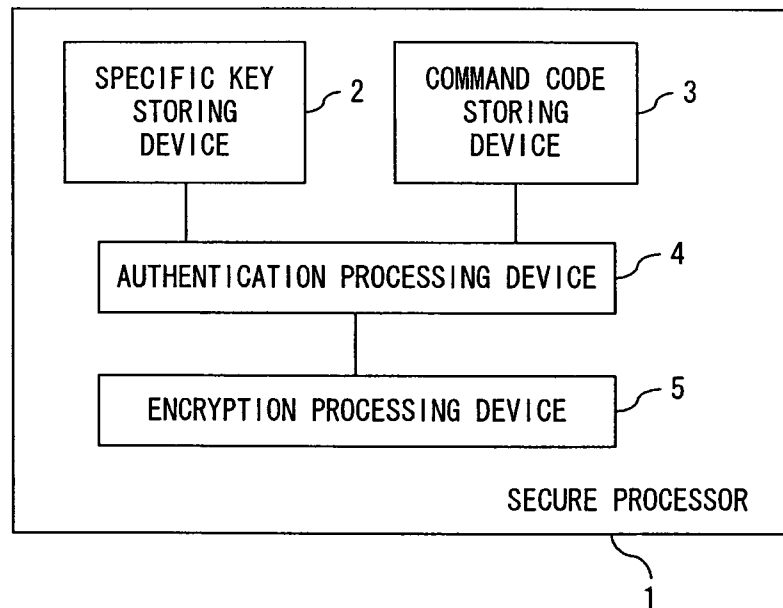 SPECIFIC KEY
STORING
DEVICE
2
COMMAND CODE
STORING
DEVICE
3
AUTHENTICATION PROCESSING DEVICE
4
ENCRYPTION PROCESSING DEVICE
5
SECURE PROCESSOR
1